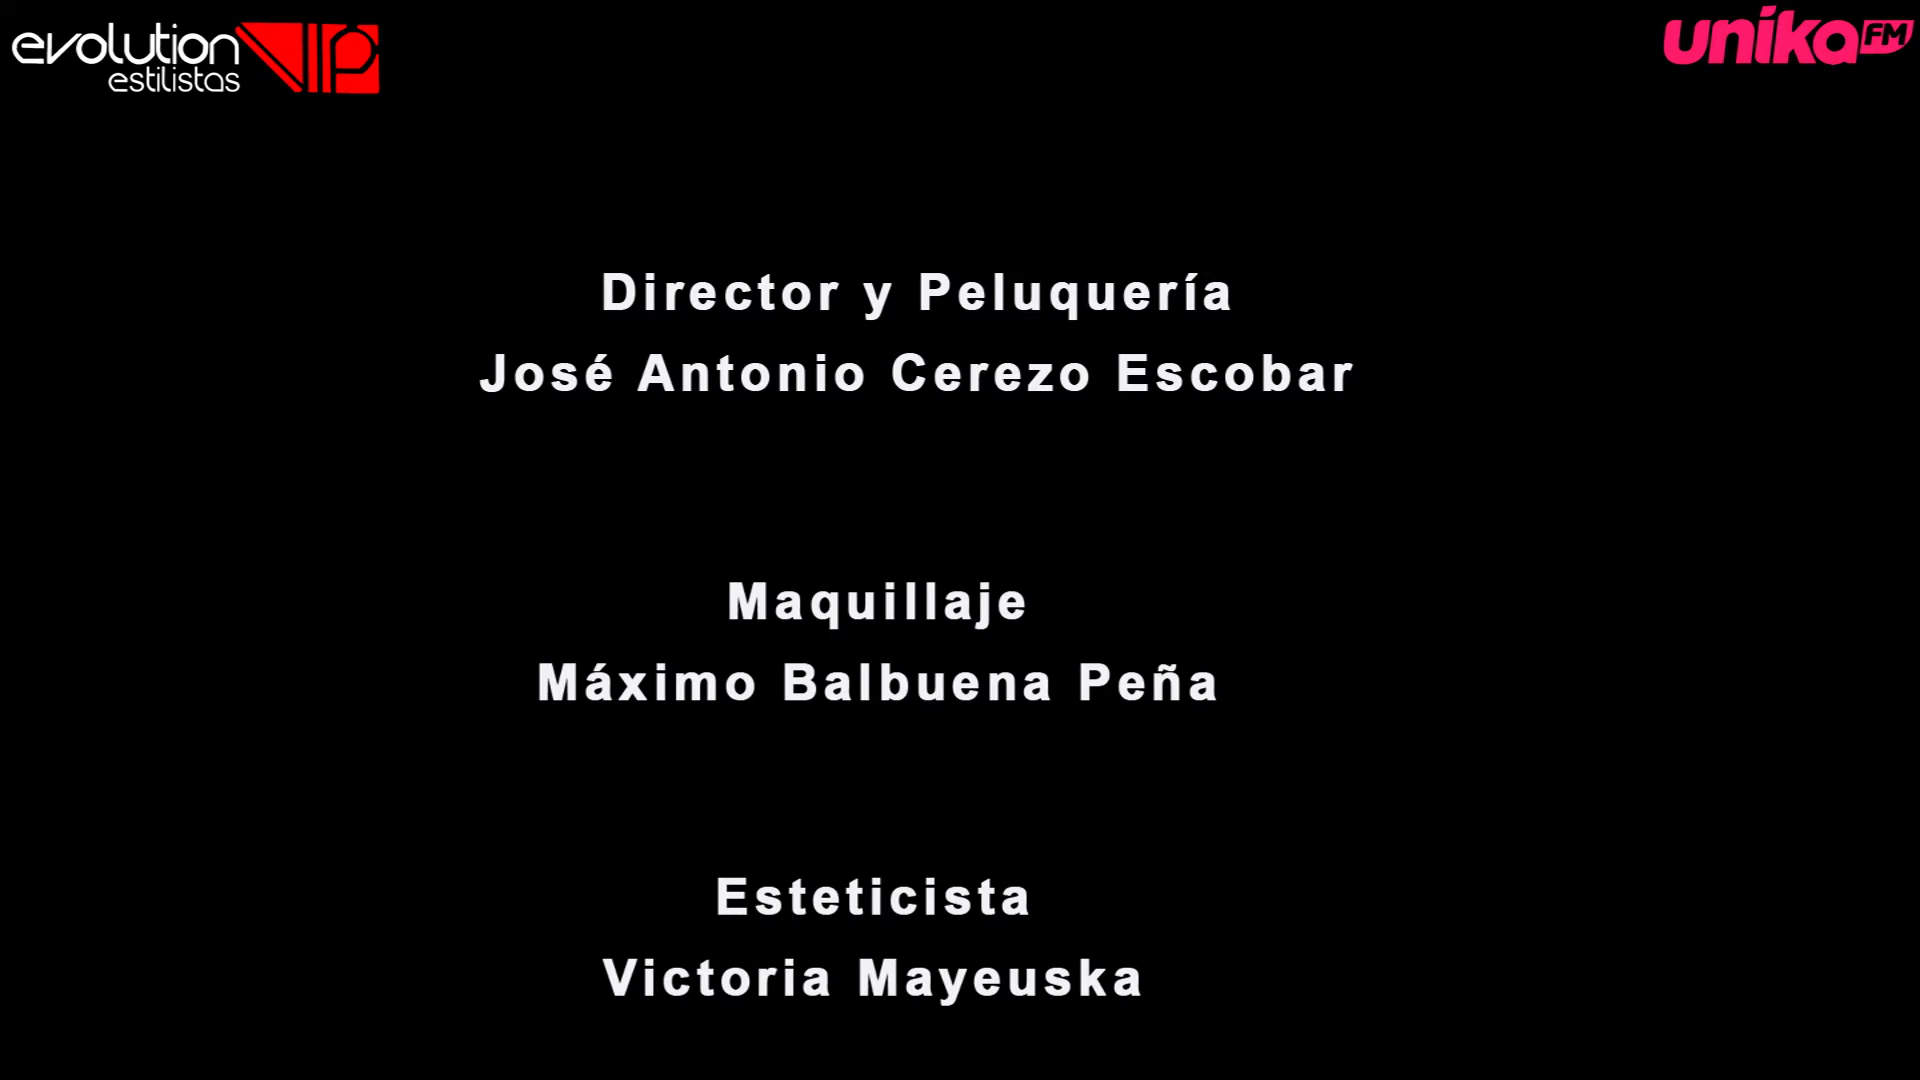 evolution VIP
estilistas
unika FM
Director y Peluquería
José Antonio Cerezo Escobar
Maquillaje
Máximo Balbuena Peña
Esteticista
Victoria Mayeuska